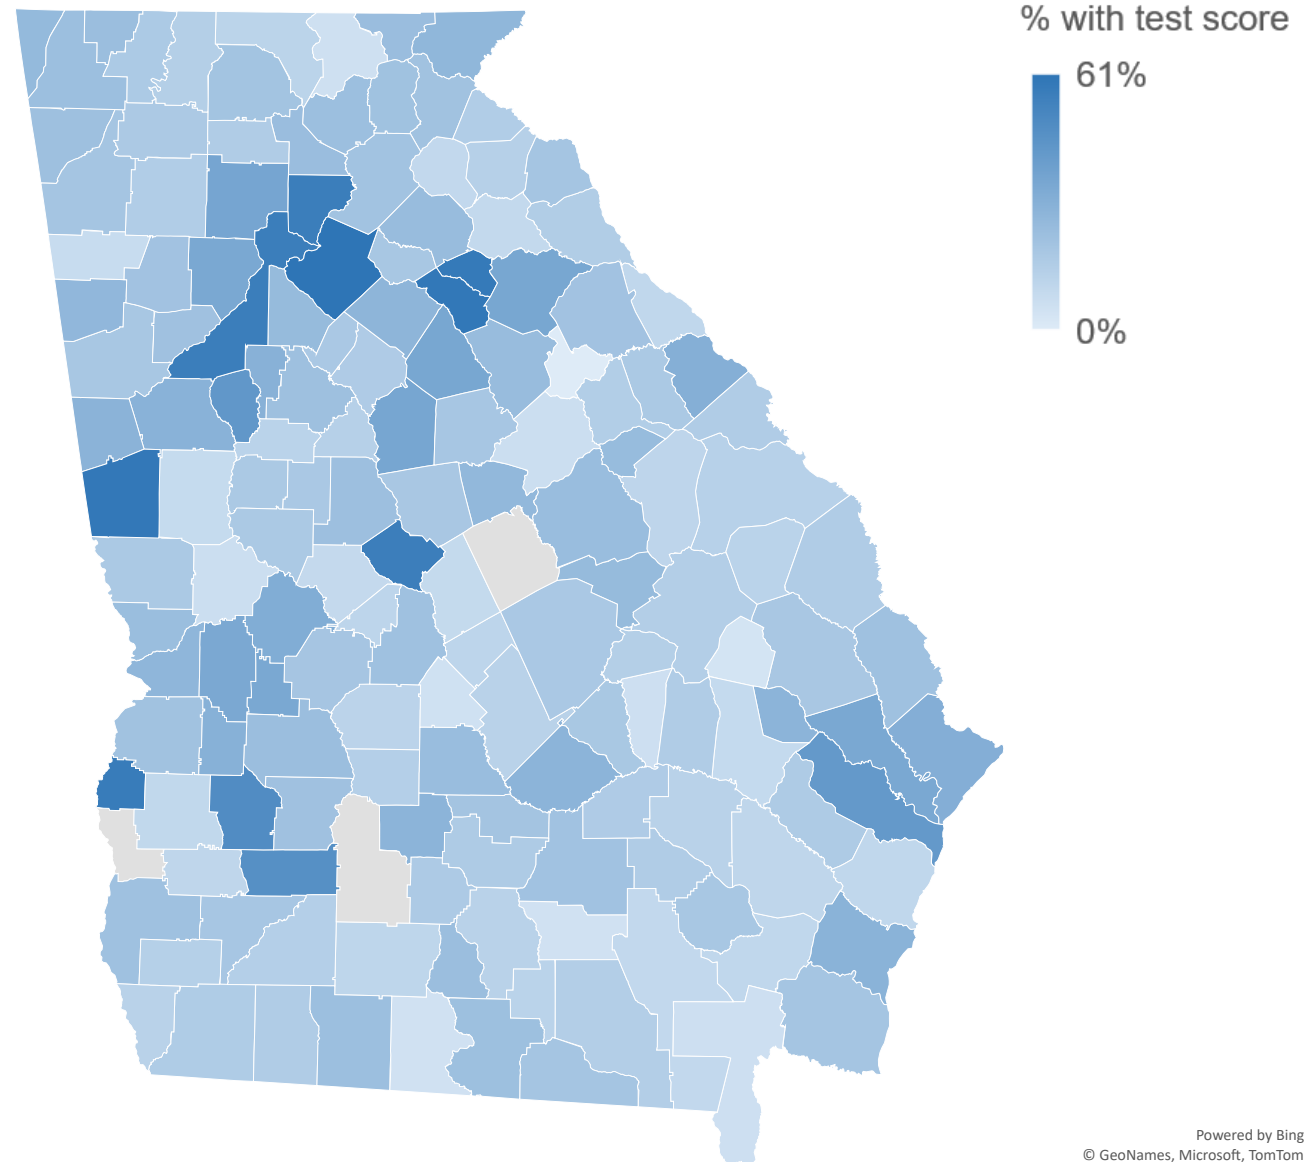 % with test score
61%
0%
Powered by Bing
© GeoNames, Microsoft, TomTom